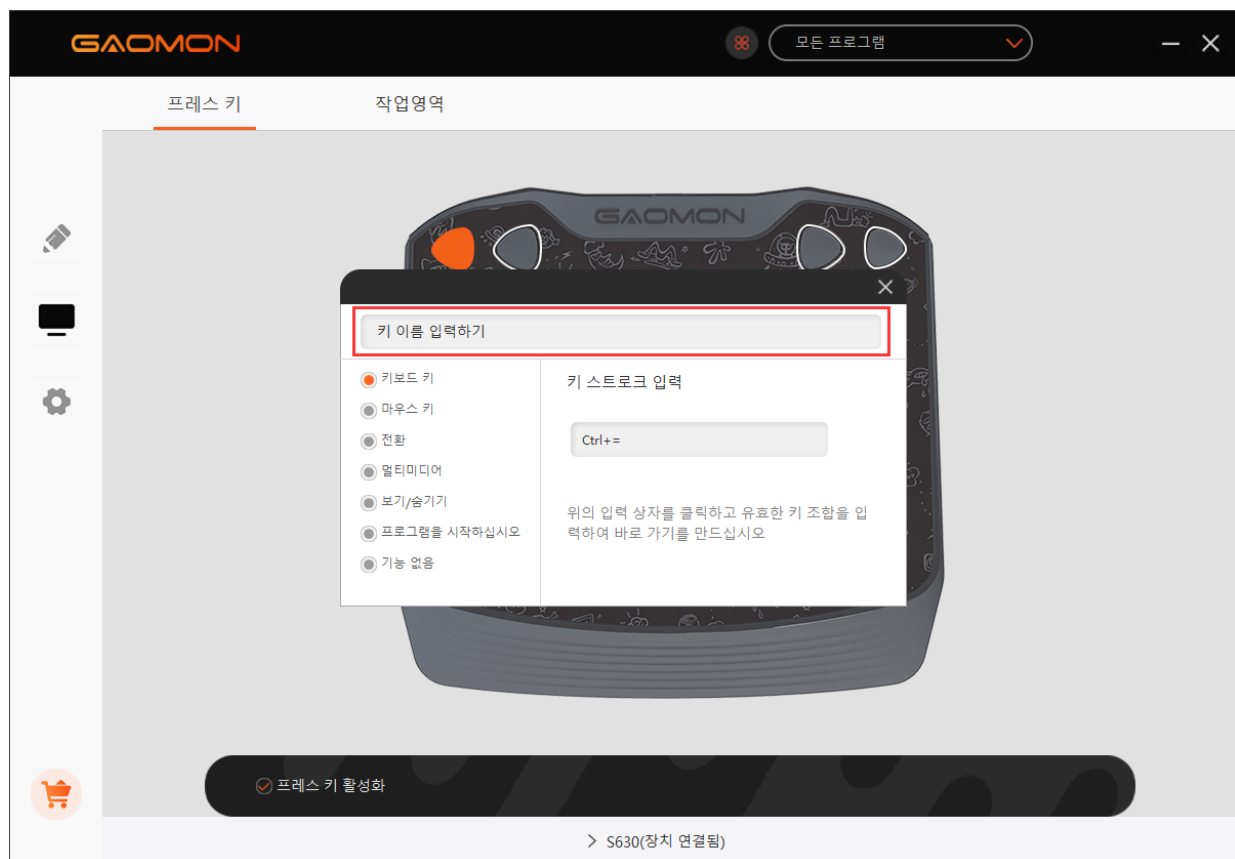 GAOMON
모든 프로그램
프레스 키
작업영역
GAOMON
키 이름 입력하기
키보드 키
마우스 키
전환
멀티미디어
보기/숨기기
프로그램을 시작하십시오
기능 없음
키 스트로크 입력
Ctrl+=
위의 입력 상자를 클릭하고 유효한 키 조합을 입
력하여 바로 가기를 만드십시오
프레스 키 활성화
S630(장치 연결됨)